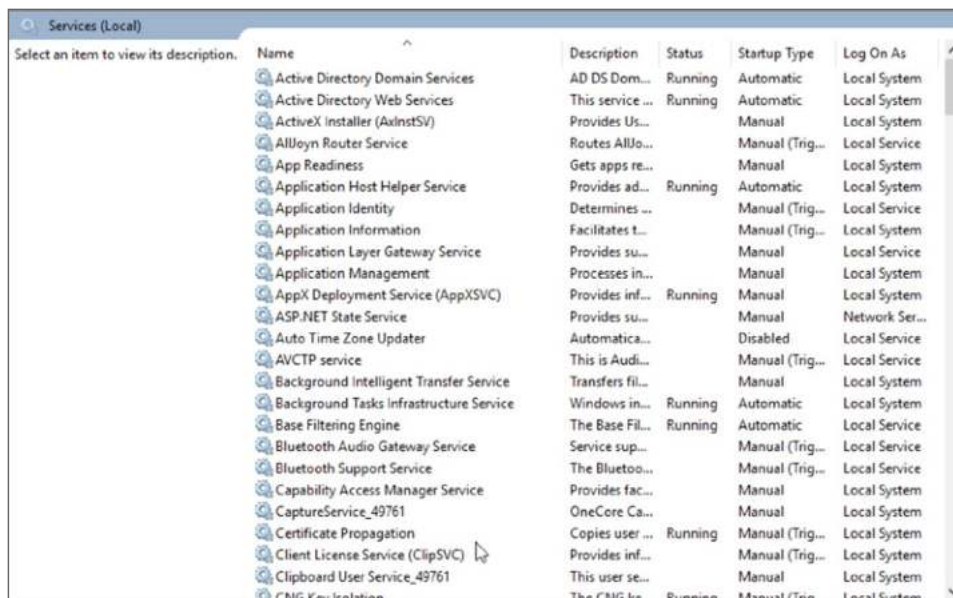 Services (Local)
Select an item to view its description.
Name Description Status Startup Type Log On As
Active Directory Domain Services AD DS Dom... Running Automatic Local System
Active Directory Web Services This service ... Running Automatic Local System
ActiveX Installer (AxInstSV) Provides Us... Manual Local System
AllJoyn Router Service Routes AllJo... Manual (Trig... Local Service
App Readiness Gets apps re... Manual Local System
Application Host Helper Service Provides ad... Running Automatic Local System
Application Identity Determines ... Manual (Trig... Local Service
Application Information Facilitates t... Manual (Trig... Local System
Application Layer Gateway Service Provides su... Manual Local Service
Application Management Processes in... Manual Local System
AppX Deployment Service (AppXSVC) Provides inf... Running Manual Local System
ASP.NET State Service Provides su... Manual Network Ser...
Auto Time Zone Updater Automatica... Disabled Local Service
AVCTP service This is Audi... Manual (Trig... Local Service
Background Intelligent Transfer Service Transfers fil... Manual Local System
Background Tasks Infrastructure Service Windows in... Running Automatic Local System
Base Filtering Engine The Base Fil... Running Automatic Local Service
Bluetooth Audio Gateway Service Service sup... Manual (Trig... Local Service
Bluetooth Support Service The Bluetoo... Manual (Trig... Local Service
Capability Access Manager Service Provides fac... Manual Local System
CaptureService_49761 OneCore Ca... Manual Local System
Certificate Propagation Copies user ... Running Manual (Trig... Local System
Client License Service (ClipSVC) Provides inf... Manual (Trig... Local System
Clipboard User Service_49761 This user se... Manual Local System
CNG Key Isolation The CNG ke... Running Manual (Trig... Local System